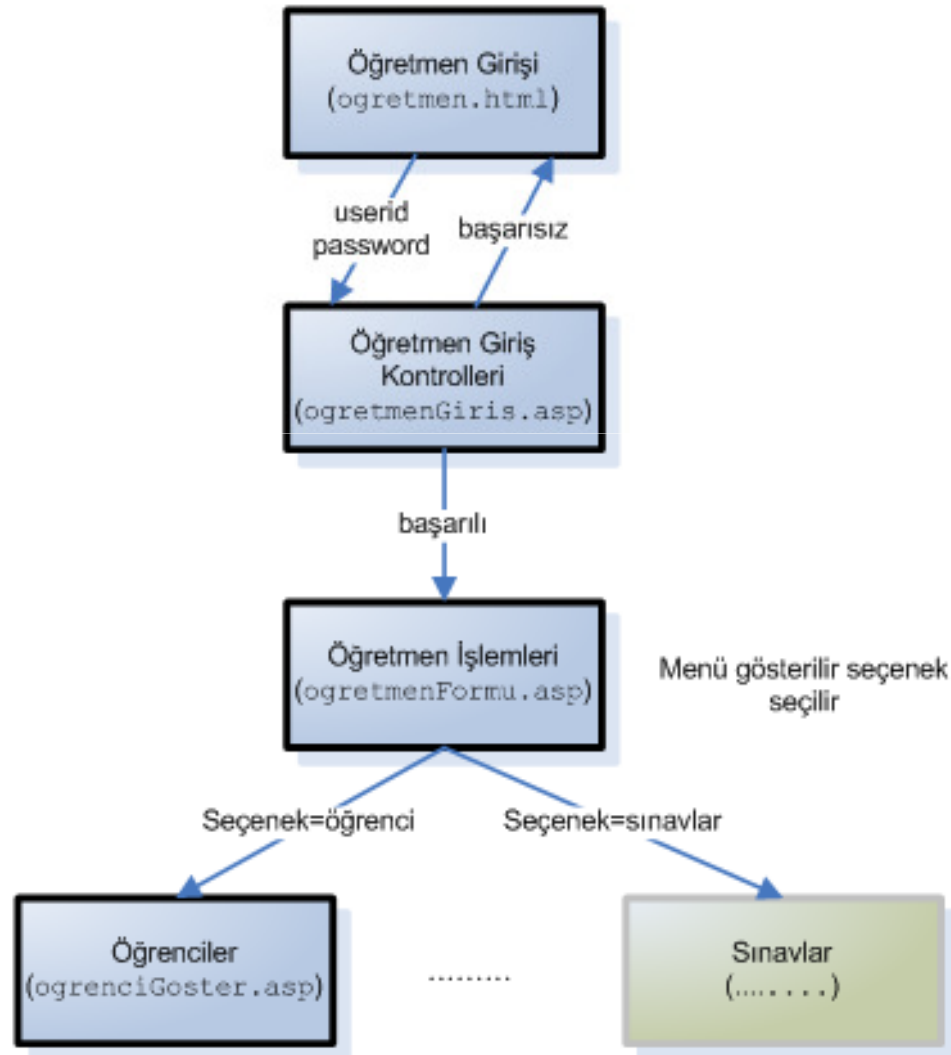 Öğretmen Girişi
(ogretmen.html)
userid
password
başarısız
Öğretmen Giriş
Kontrolleri
(ogretmenGiris.asp)
başarılı
Öğretmen İşlemleri
(ogretmenFormu.asp)
Menü gösterilir seçenek
seçilir
Seçenek=öğrenci
Seçenek=sınavlar
Öğrenciler
(ogrenciGoster.asp)
.........
Sınavlar
(........)